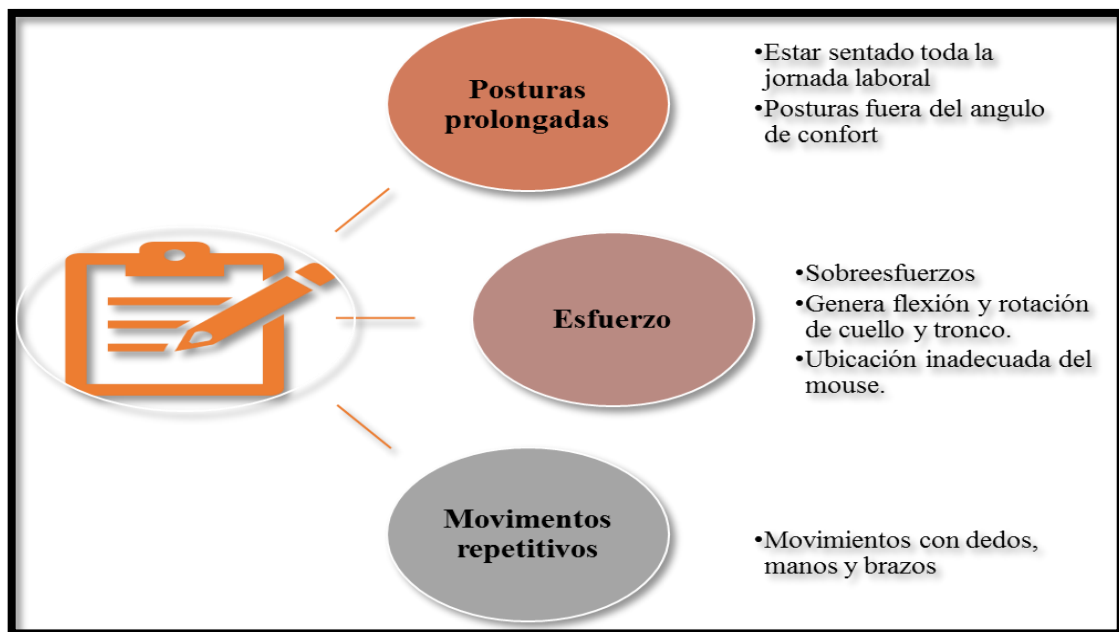 Posturas
prolongadas
•Estar sentado toda la
jornada laboral
•Posturas fuera del angulo
de confort
Esfuerzo
•Sobreesfuerzos
•Genera flexión y rotación
de cuello y tronco.
•Ubicación inadecuada del
mouse.
Movimentos
repetitivos
•Movimientos con dedos,
manos y brazos